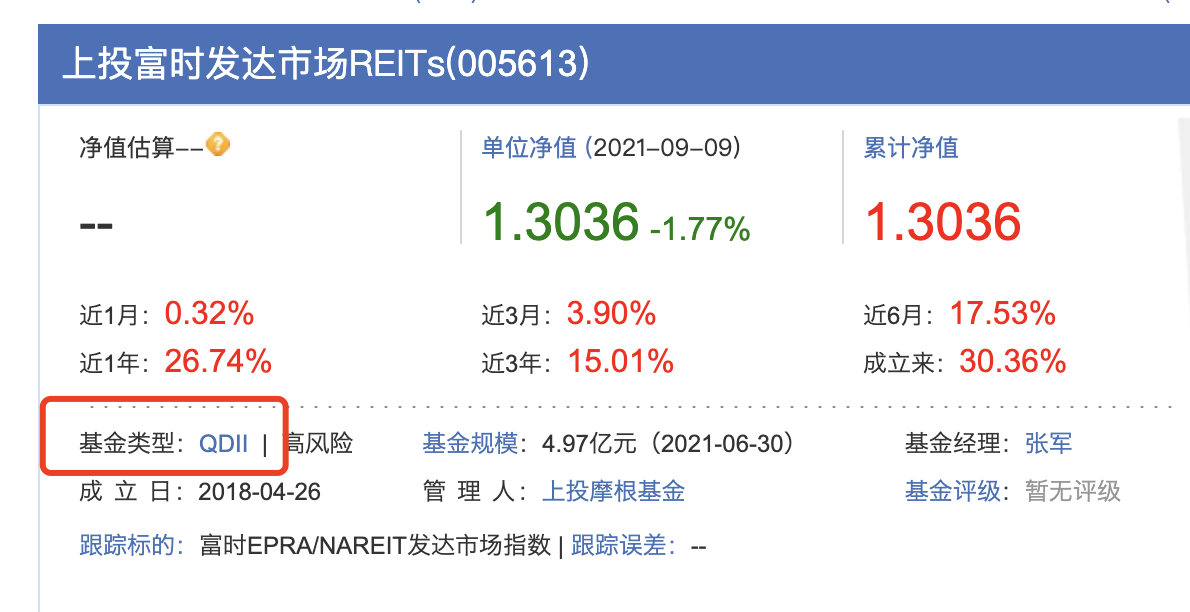 上投富时发达市场REITs(005613)
净值估算--?
单位净值 (2021-09-09)
累计净值
--
1.3036 -1.77%
1.3036
近1月：0.32%
近3月：3.90%
近6月：17.53%
近1年：26.74%
近3年：15.01%
成立来：30.36%
基金类型：QDII | 高风险
基金规模：4.97亿元（2021-06-30）
基金经理：张军
成 立 日：2018-04-26
管 理 人：上投摩根基金
基金评级：暂无评级
跟踪标的：富时EPRA/NAREIT发达市场指数 | 跟踪误差：--